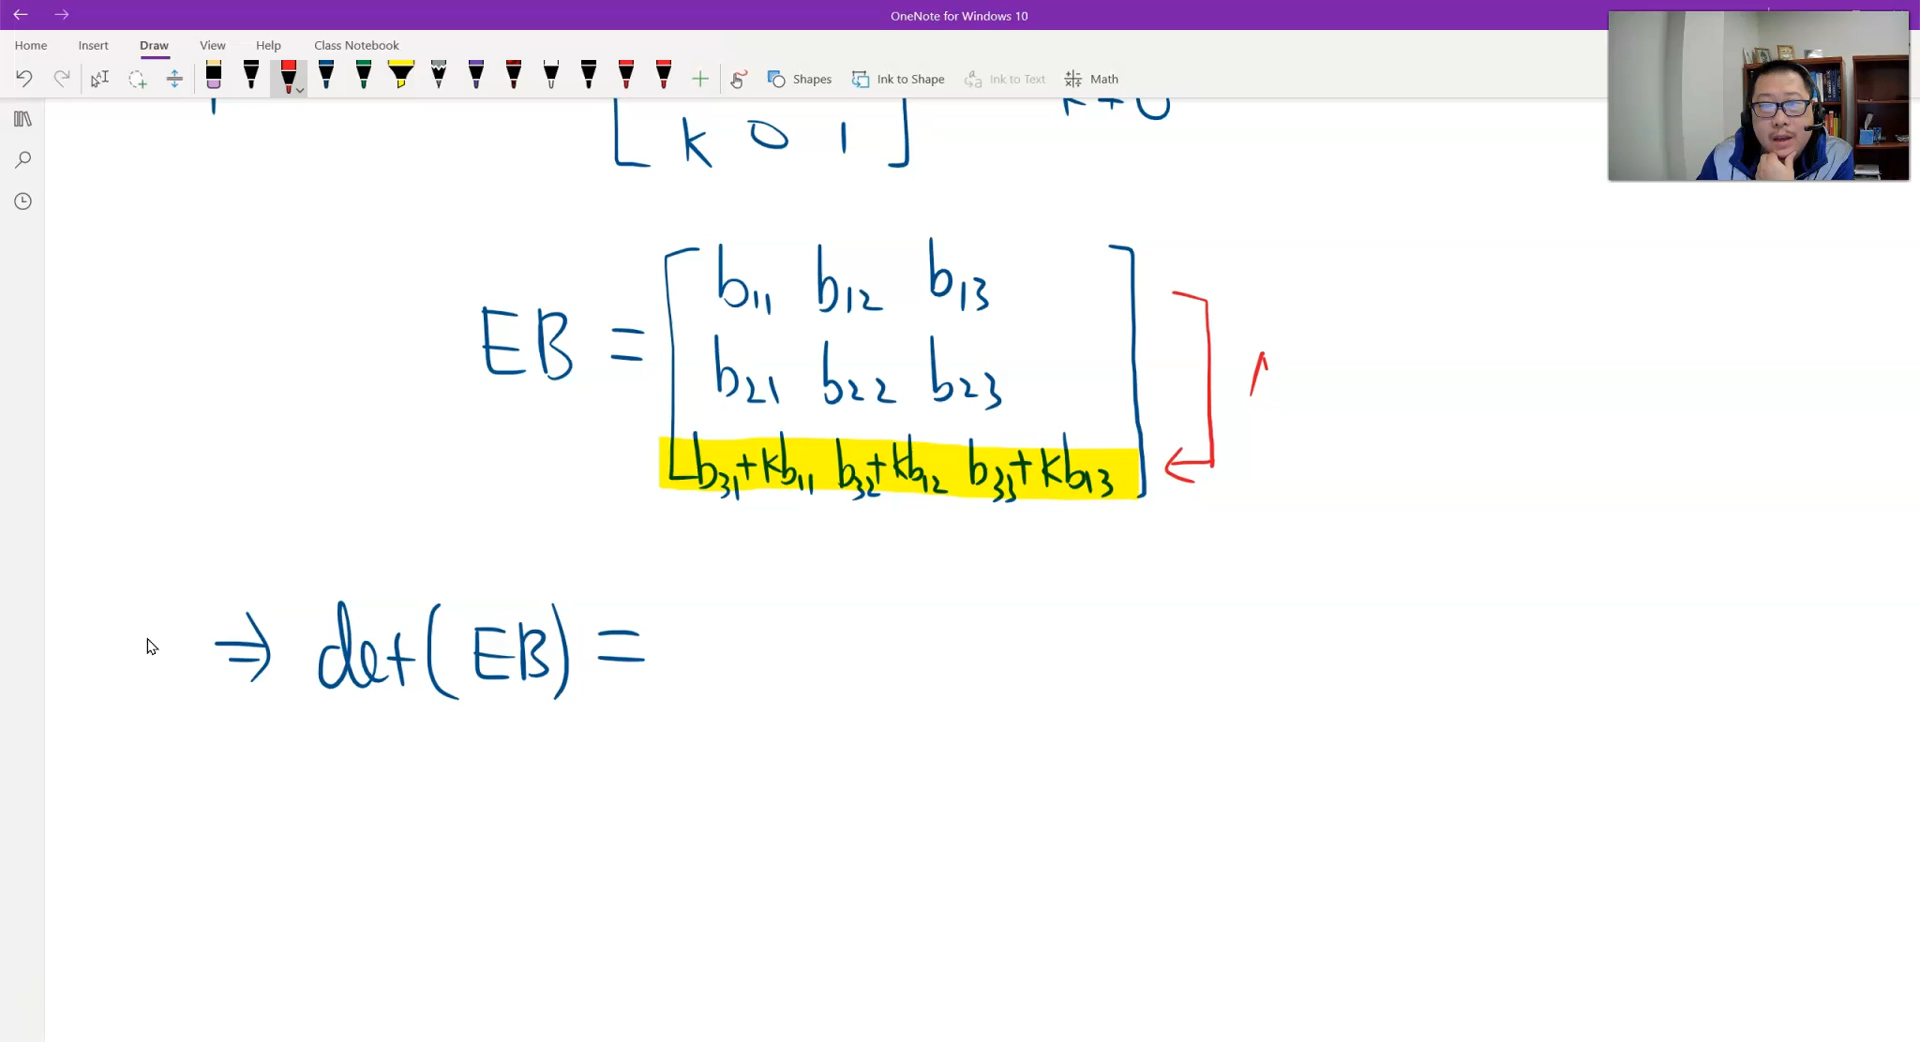 OneNote for Windows 10
Home Insert Draw View Help Class Notebook
Shapes Ink to Shape Ink to Text Math
[ k 0 1 ]
EB = [ b11 b12 b13
b21 b22 b23
b31+kb11 b32+kb12 b33+kb13 ]
⇒ det(EB) =